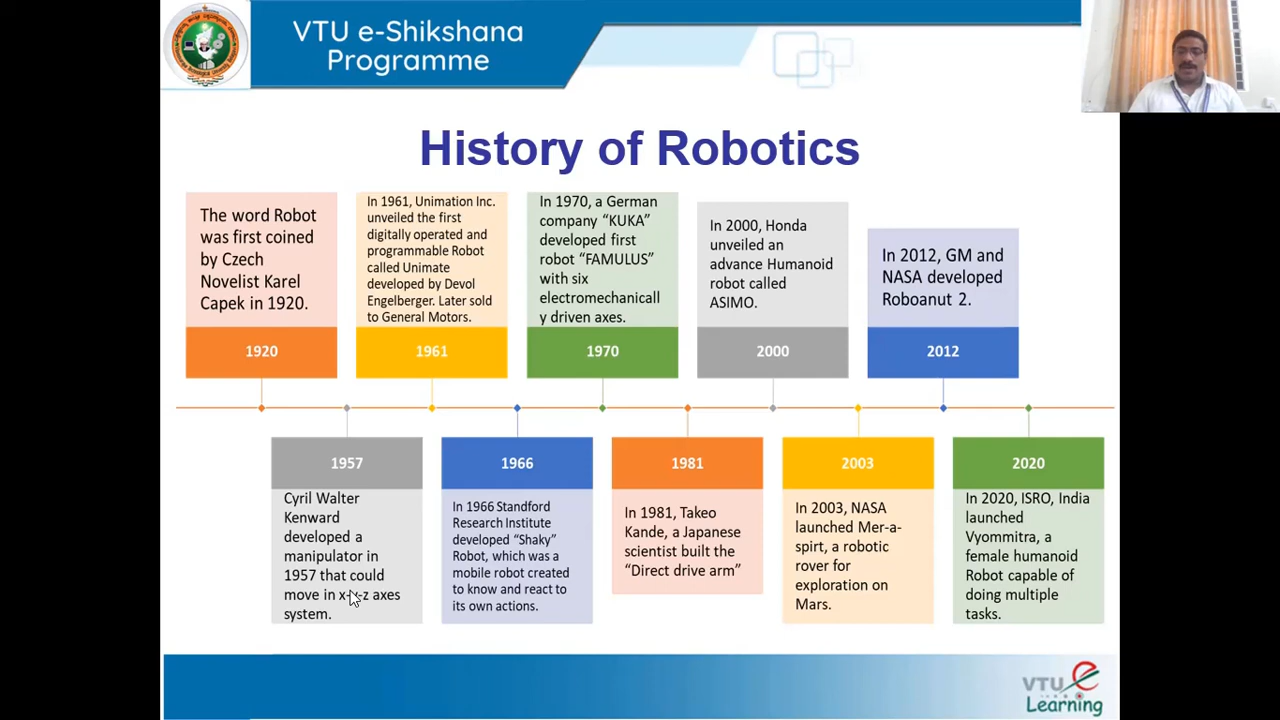 VTU e-Shikshana
Programme
History of Robotics
The word Robot
was first coined
by Czech
Novelist Karel
Capek in 1920.
1920
In 1961, Unimation Inc.
unveiled the first
digitally operated and
programmable Robot
called Unimate
developed by Devol
Engelberger. Later sold
to General Motors.
1961
In 1970, a German
company “KUKA”
developed first
robot “FAMULUS”
with six
electromechanicall
y driven axes.
1970
In 2000, Honda
unveiled an
advance Humanoid
robot called
ASIMO.
2000
In 2012, GM and
NASA developed
Roboanut 2.
2012
1957
Cyril Walter
Kenward
developed a
manipulator in
1957 that could
move in x-y-z axes
system.
1966
In 1966 Standford
Research Institute
developed “Shaky”
Robot, which was a
mobile robot created
to know and react to
its own actions.
1981
In 1981, Takeo
Kande, a Japanese
scientist built the
“Direct drive arm”
2003
In 2003, NASA
launched Mer-a-
spirt, a robotic
rover for
exploration on
Mars.
2020
In 2020, ISRO, India
launched
Vyommitra, a
female humanoid
Robot capable of
doing multiple
tasks.
VTU e
Learning